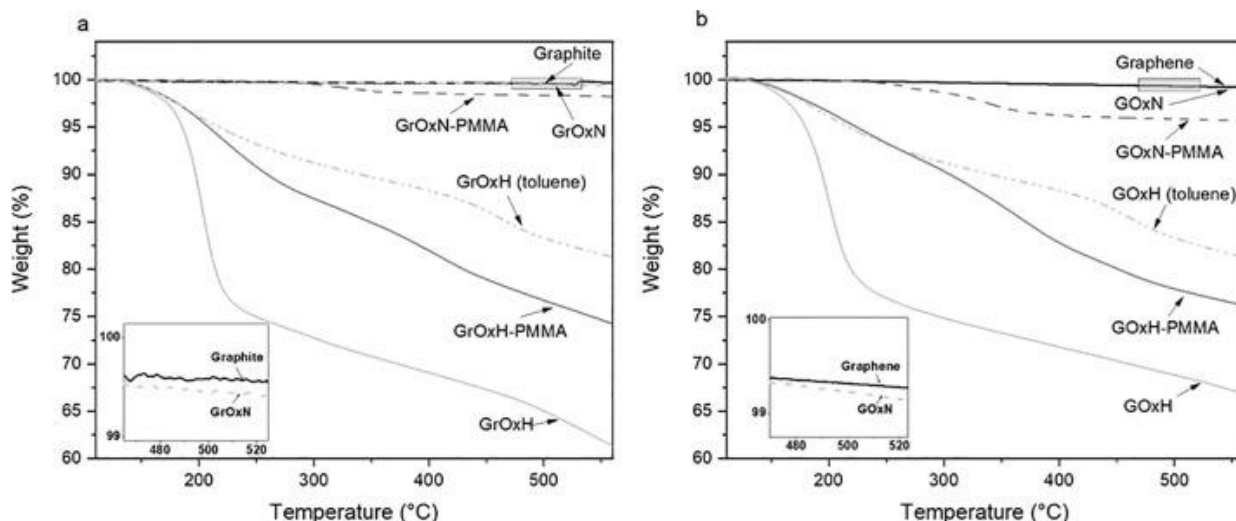 a
Weight (%)
100
95
90
85
80
75
70
65
60
Graphite
GrOxN
GrOxN-PMMA
GrOxH (toluene)
GrOxH-PMMA
GrOxH
100
99
Graphite
GrOxN
480 500 520
200 300 400 500
Temperature (°C)
b
Weight (%)
100
95
90
85
80
75
70
65
60
Graphene
GOxN
GOxN-PMMA
GOxH (toluene)
GOxH-PMMA
GOxH
100
99
Graphene
GOxN
480 500 520
200 300 400 500
Temperature (°C)